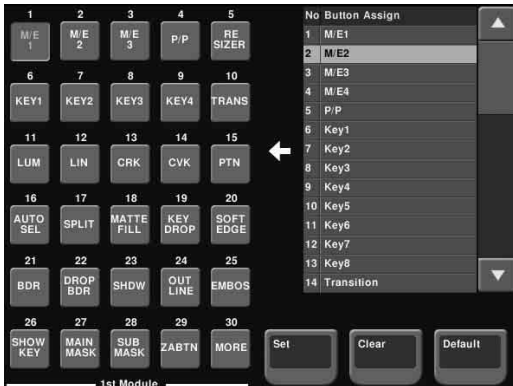 1 2 3 4 5
M/E 1 M/E 2 M/E 3 P/P RE SIZER
6 7 8 9 10
KEY1 KEY2 KEY3 KEY4 TRANS
11 12 13 14 15
LUM LIN CRK CVK PTN
16 17 18 19 20
AUTO SEL SPLIT MATTE FILL KEY DROP SOFT EDGE
21 22 23 24 25
BDR DROP BDR SHDW OUT LINE EMBOS
26 27 28 29 30
SHOW KEY MAIN MASK SUB MASK ZABTN MORE
1st Module
No Button Assign
1 M/E1
2 M/E2
3 M/E3
4 M/E4
5 P/P
6 Key1
7 Key2
8 Key3
9 Key4
10 Key5
11 Key6
12 Key7
13 Key8
14 Transition
Set Clear Default